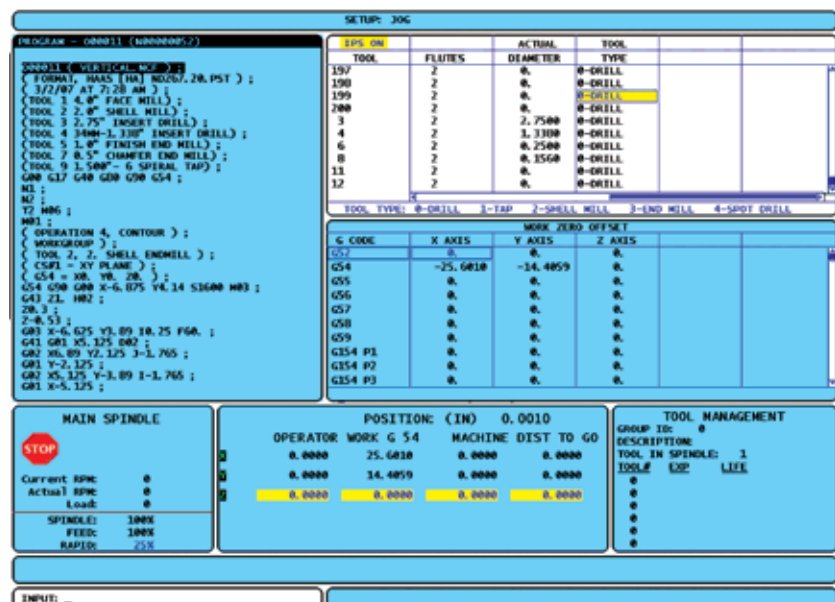 SETUP: JOG
PROGRAM - O00011 (N00000052)
O00011 ( VERTICAL.NCF ) ;
( FORMAT, HAAS [HA] ND267.20.PST ) ;
( 3/2/07 AT 7:28 AM ) ;
(TOOL 1 4.0" FACE MILL) ;
(TOOL 2 2.0" SHELL MILL) ;
(TOOL 3 2.75" INSERT DRILL) ;
(TOOL 4 34MM-1.338" INSERT DRILL) ;
(TOOL 5 1.0" FINISH END MILL) ;
(TOOL 7 0.5" CHAMFER END MILL) ;
(TOOL 9 1.500"- 6 SPIRAL TAP) ;
G00 G17 G40 G80 G90 G54 ;
N1 ;
N2 ;
T2 M06 ;
M01 ;
( OPERATION 4, CONTOUR ) ;
( WORKGROUP ) ;
( TOOL 2, 2. SHELL ENDMILL ) ;
( CS#1 - XY PLANE ) ;
( G54 = X0. Y0. Z0. ) ;
G54 G90 G00 X-6.875 Y4.14 S1600 M03 ;
G43 Z1. H02 ;
Z0.3 ;
Z-0.53 ;
G03 X-6.625 Y3.89 I0.25 F60. ;
G41 G01 X5.125 D02 ;
G02 X6.89 Y2.125 J-1.765 ;
G01 Y-2.125 ;
G02 X5.125 Y-3.89 I-1.765 ;
G01 X-5.125 ;
IPS ON ACTUAL TOOL
TOOL FLUTES DIAMETER TYPE
197 2 0. 0-DRILL
198 2 0. 0-DRILL
199 2 0. 0-DRILL
200 2 0. 0-DRILL
3 2 2.7500 0-DRILL
4 2 1.3380 0-DRILL
6 2 0.2500 0-DRILL
8 2 0.1560 0-DRILL
11 2 0. 0-DRILL
12 2 0. 0-DRILL
TOOL TYPE: 0-DRILL 1-TAP 2-SHELL MILL 3-END MILL 4-SPOT DRILL
WORK ZERO OFFSET
G CODE X AXIS Y AXIS Z AXIS
G52 0. 0. 0.
G54 -25.6010 -14.4059 0.
G55 0. 0. 0.
G56 0. 0. 0.
G57 0. 0. 0.
G58 0. 0. 0.
G59 0. 0. 0.
G154 P1 0. 0. 0.
G154 P2 0. 0. 0.
G154 P3 0. 0. 0.
MAIN SPINDLE
STOP
Current RPM: 0
Actual RPM: 0
Load: 0
SPINDLE: 100%
FEED: 100%
RAPID: 25%
POSITION: (IN) 0.0010
OPERATOR WORK G 54 MACHINE DIST TO GO
0.0000 25.6010 0.0000 0.0000
0.0000 14.4059 0.0000 0.0000
0.0000 0.0000 0.0000 0.0000
TOOL MANAGEMENT
GROUP ID: 0
DESCRIPTION:
TOOL IN SPINDLE: 1
TOOL# EXP LIFE
0
0
0
0
0
INPUT: _